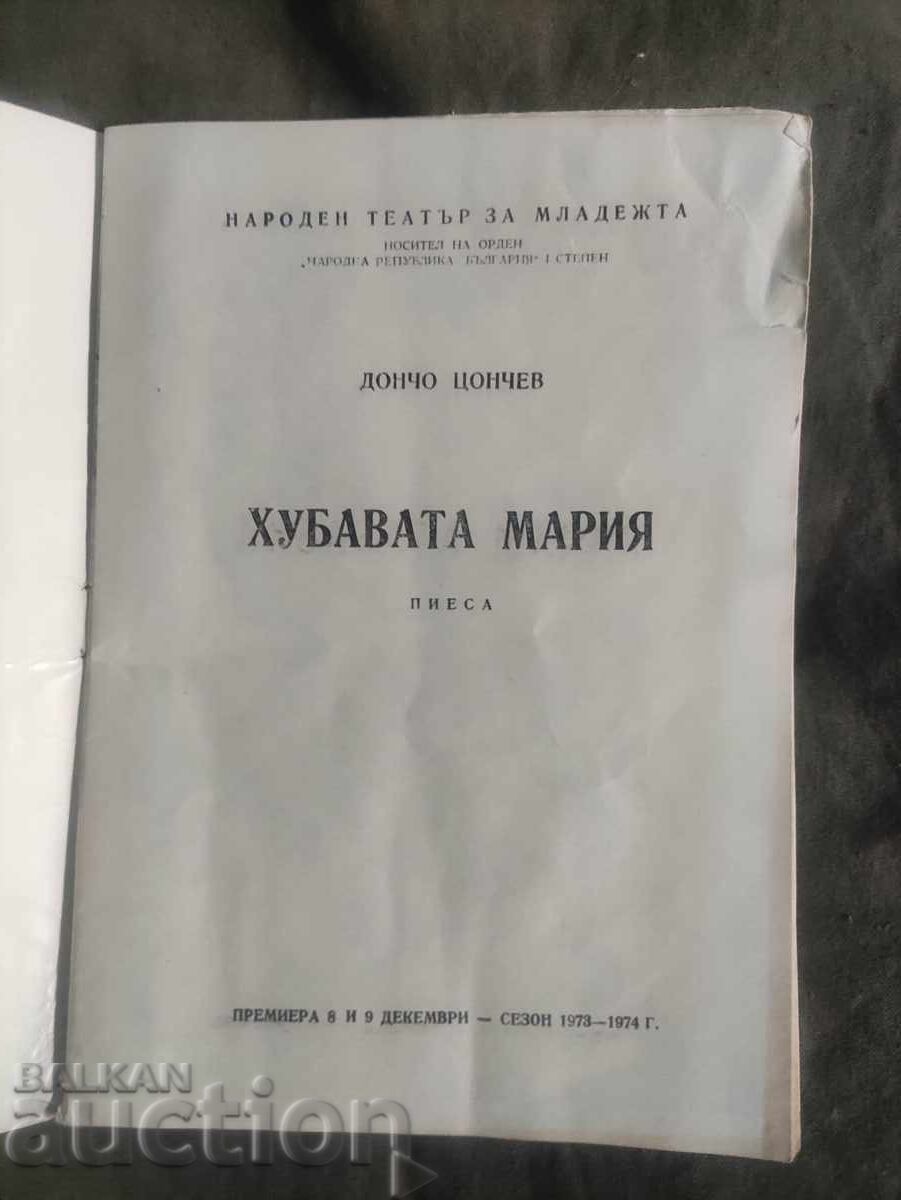 НАРОДЕН ТЕАТЪР ЗА МЛАДЕЖТА
НОСИТЕЛ НА ОРДЕН
„НАРОДНА РЕПУБЛИКА БЪЛГАРИЯ“ I СТЕПЕН
ДОНЧО ЦОНЧЕВ
ХУБАВАТА МАРИЯ
ПИЕСА
ПРЕМИЕРА 8 И 9 ДЕКЕМВРИ — СЕЗОН 1973—1974 Г.
BALKAN
auction